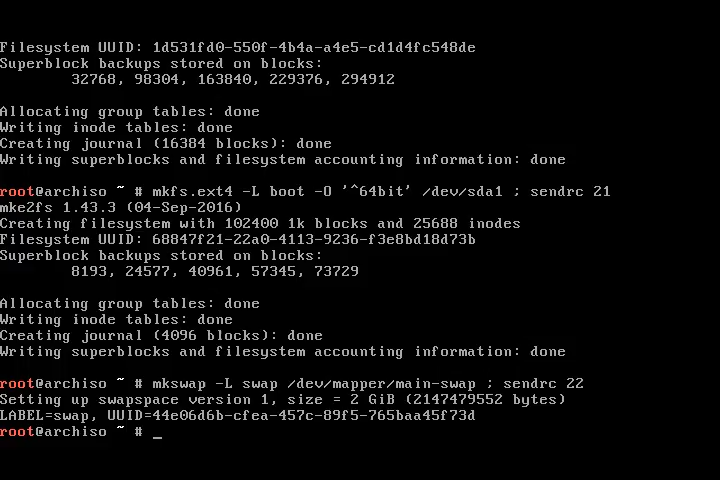 Filesystem UUID: 1d531fd0-550f-4b4a-a4e5-cd1d4fc548de
Superblock backups stored on blocks:
        32768, 98304, 163840, 229376, 294912

Allocating group tables: done
Writing inode tables: done
Creating journal (16384 blocks): done
Writing superblocks and filesystem accounting information: done

root@archiso ~ # mkfs.ext4 -L boot -O '^64bit' /dev/sda1 ; sendrc 21
mke2fs 1.43.3 (04-Sep-2016)
Creating filesystem with 102400 1k blocks and 25688 inodes
Filesystem UUID: 68847f21-22a0-4113-9236-f3e8bd18d73b
Superblock backups stored on blocks:
        8193, 24577, 40961, 57345, 73729

Allocating group tables: done
Writing inode tables: done
Creating journal (4096 blocks): done
Writing superblocks and filesystem accounting information: done

root@archiso ~ # mkswap -L swap /dev/mapper/main-swap ; sendrc 22
Setting up swapspace version 1, size = 2 GiB (2147479552 bytes)
LABEL=swap, UUID=44e06d6b-cfea-457c-89f5-765baa45f73d
root@archiso ~ # _